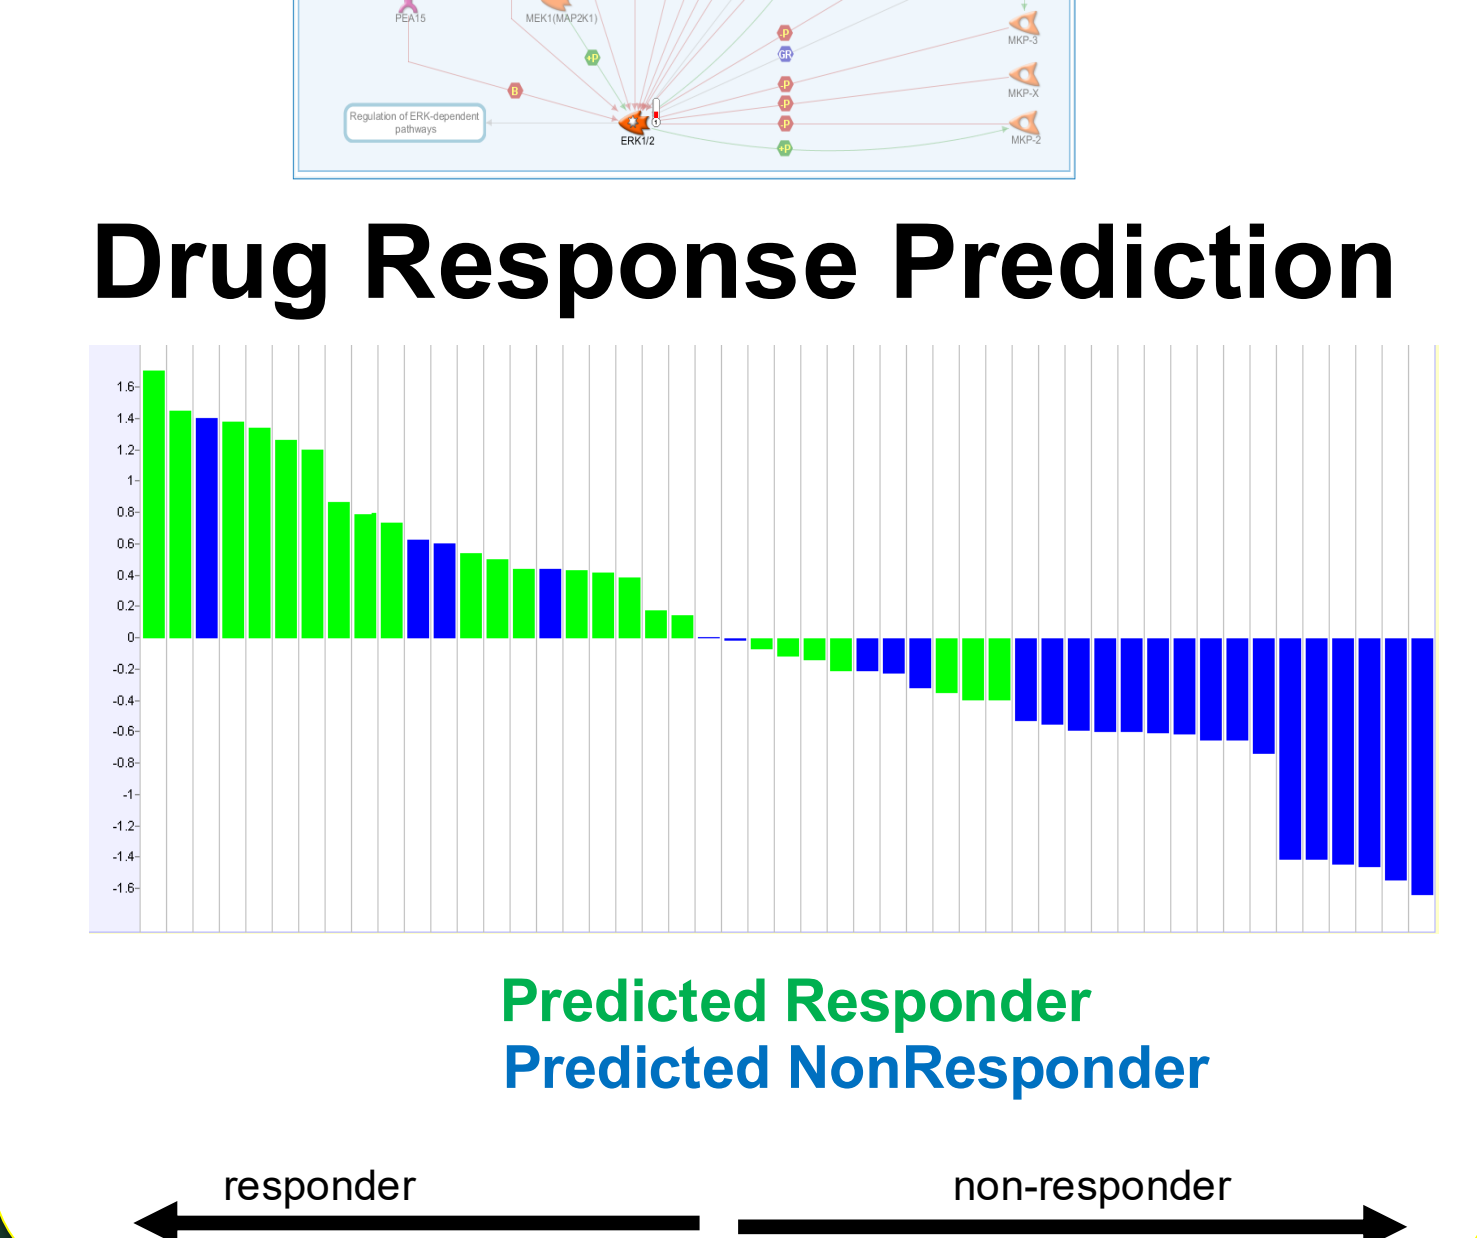 PEA15
MEK1(MAP2K1)
-P
GR
MKP-3
+P
-P
MKP-X
B
-P
Regulation of ERK-dependent
pathways
1
-P
ERK1/2
MKP-2
+P
Drug Response Prediction
1.6
1.4
1.2
1
0.8
0.6
0.4
0.2
0
-0.2
-0.4
-0.6
-0.8
-1
-1.2
-1.4
-1.6
Predicted Responder
Predicted NonResponder
responder
non-responder